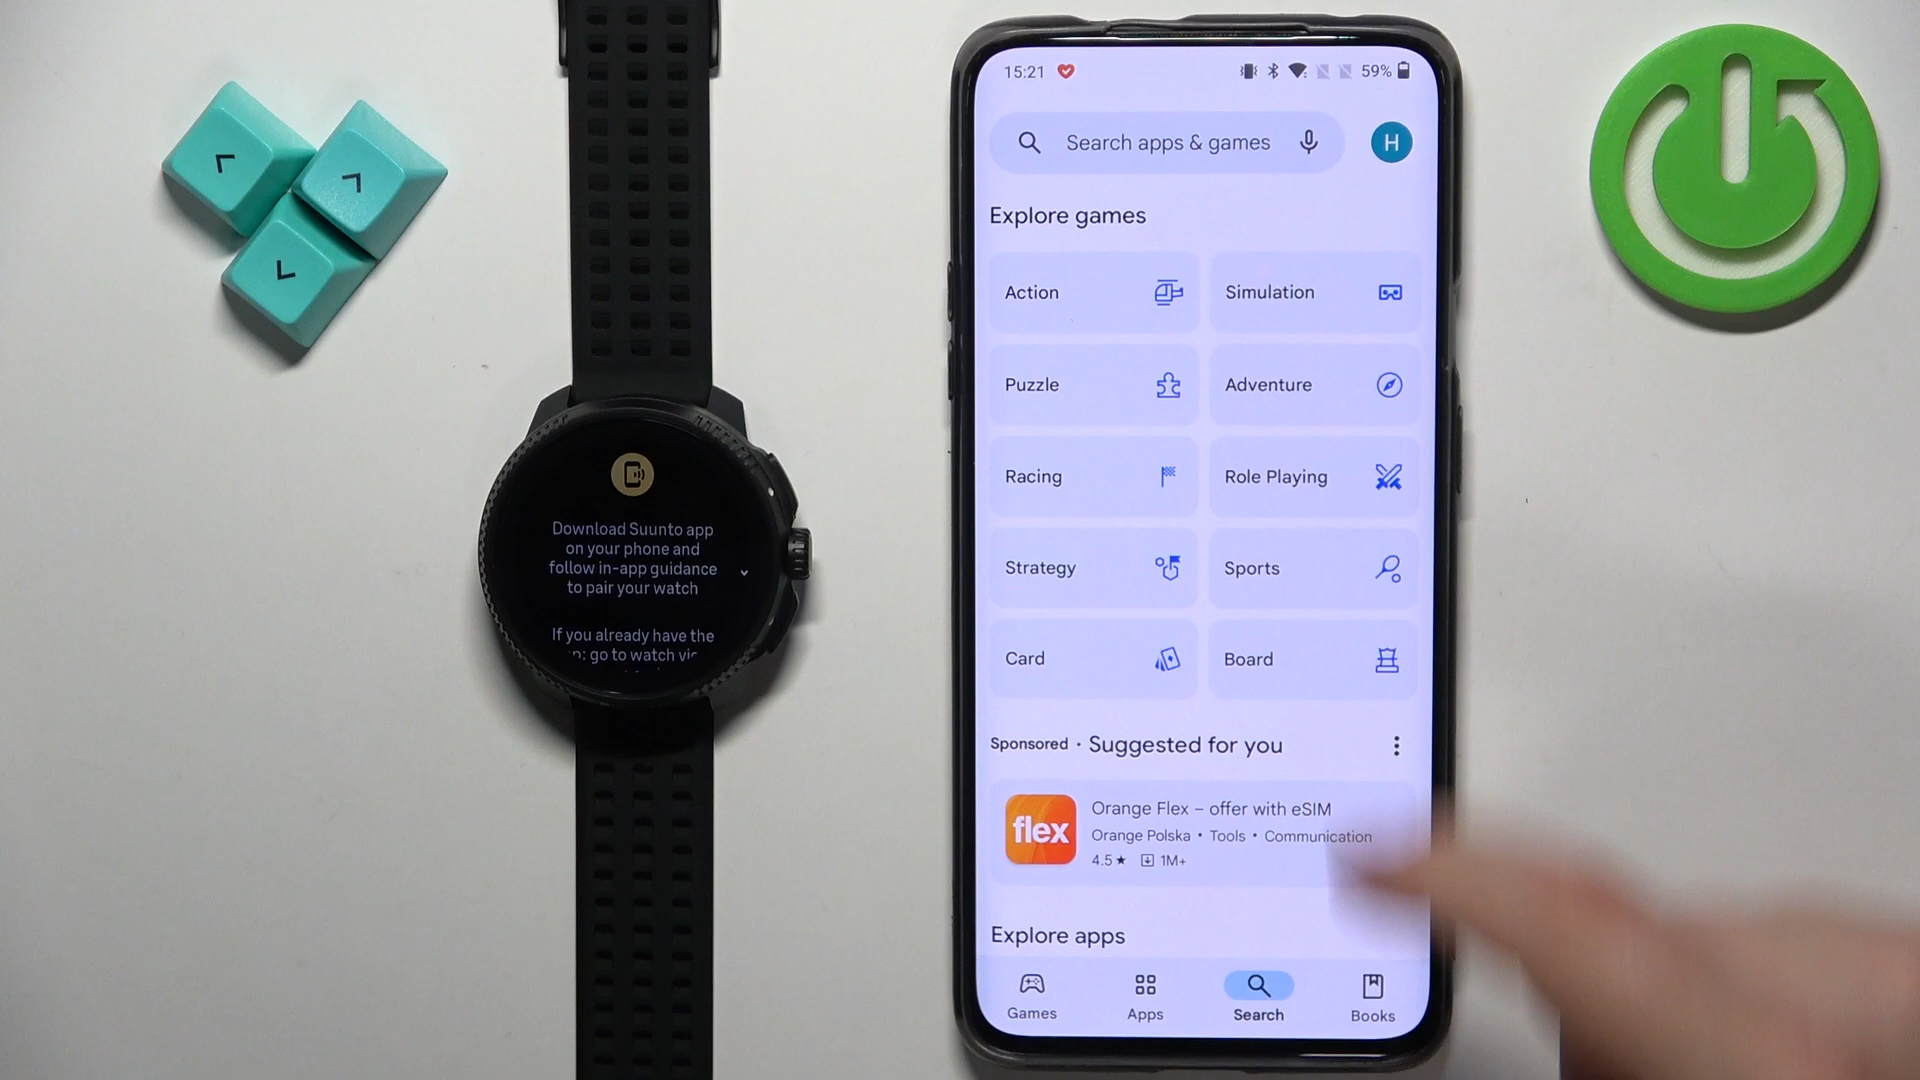 15:21
59%
Search apps & games
H
Explore games
Action
Simulation
Puzzle
Adventure
Racing
Role Playing
Strategy
Sports
Card
Board
Sponsored · Suggested for you
flex
Orange Flex – offer with eSIM
Orange Polska • Tools • Communication
4.5★ 1M+
Explore apps
Games
Apps
Search
Books
Download Suunto app
on your phone and
follow in-app guidance
to pair your watch
If you already have the
go to watch